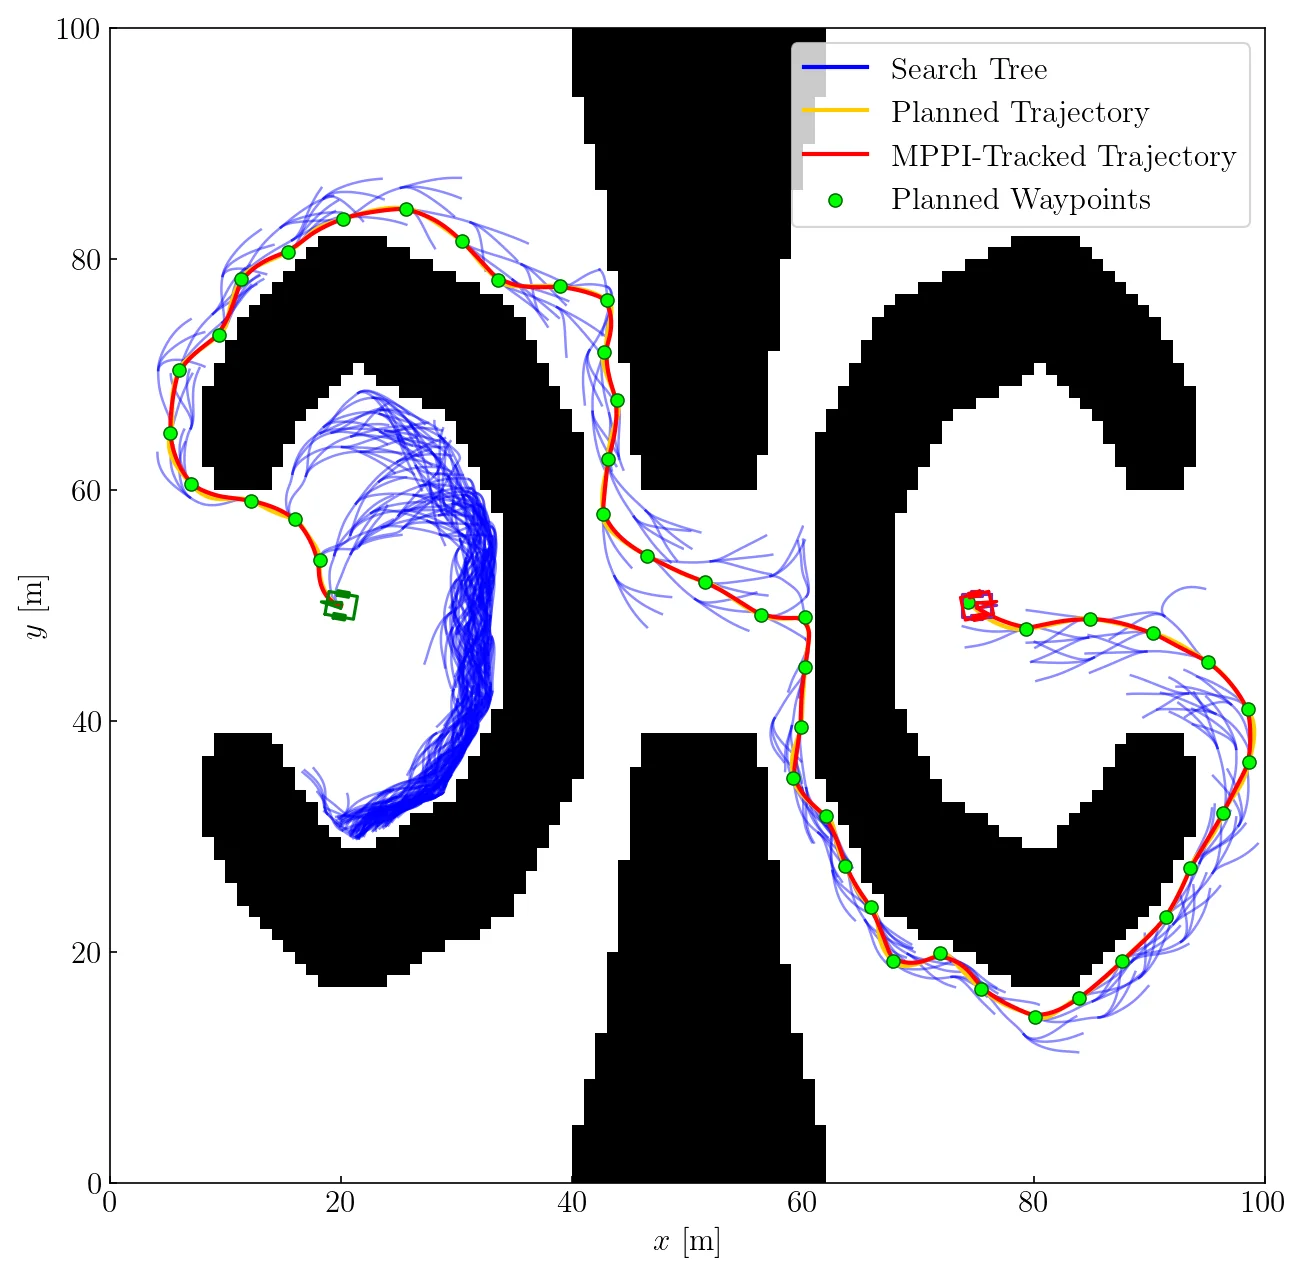 100
80
60
40
20
0
y [m]
Search Tree
Planned Trajectory
MPPI-Tracked Trajectory
Planned Waypoints
0 20 40 60 80 100
x [m]